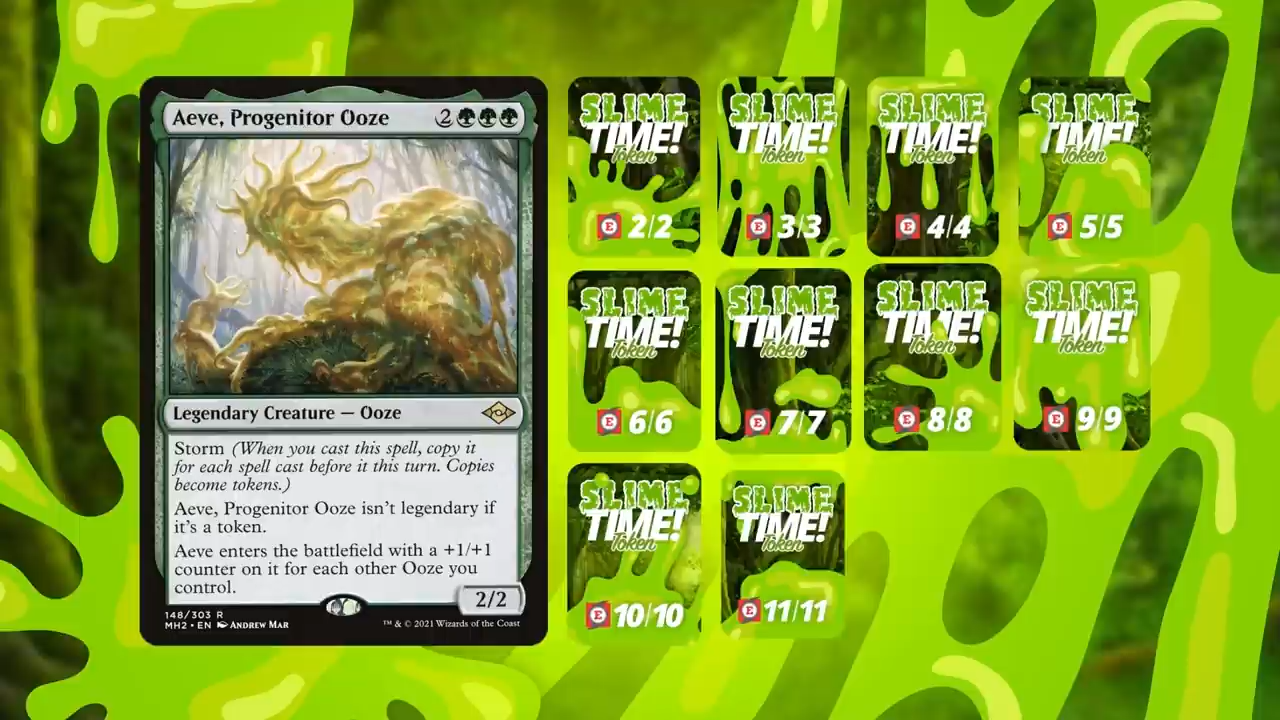 Aeve, Progenitor Ooze 2
Legendary Creature — Ooze
Storm (When you cast this spell, copy it
for each spell cast before it this turn. Copies
become tokens.)
Aeve, Progenitor Ooze isn't legendary if
it's a token.
Aeve enters the battlefield with a +1/+1
counter on it for each other Ooze you
control.
2/2
148/303 R
MH2 • EN Andrew Mar
™ & © 2021 Wizards of the Coast
SLIME
TIME!
Token
E 2/2
SLIME
TIME!
Token
E 3/3
SLIME
TIME!
Token
E 4/4
SLIME
TIME!
Token
E 5/5
SLIME
TIME!
Token
E 6/6
SLIME
TIME!
Token
E 7/7
SLIME
TIME!
Token
E 8/8
SLIME
TIME!
Token
E 9/9
SLIME
TIME!
Token
E 10/10
SLIME
TIME!
Token
E 11/11